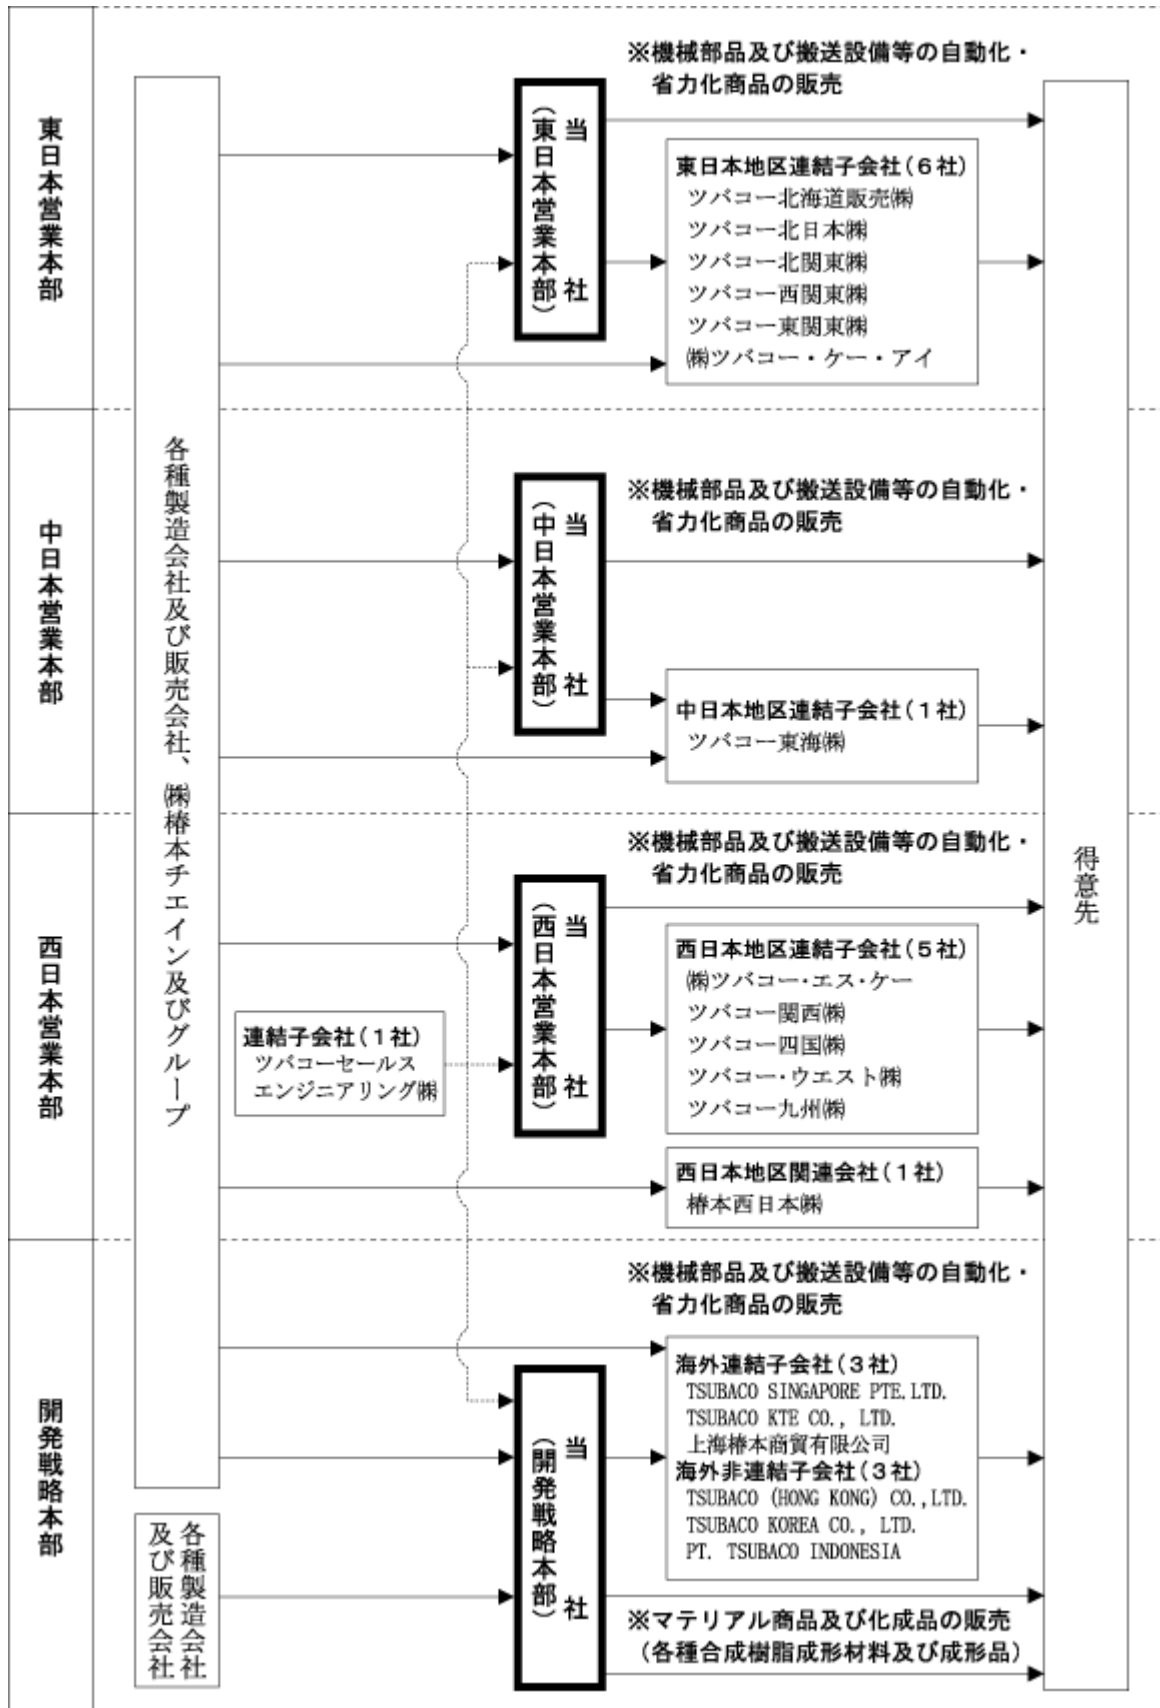 東日本営業本部
中日本営業本部
西日本営業本部
開発戦略本部
各種製造会社及び販売会社、㈱椿本チエイン及びグループ
各種製造会社
及び販売会社
※機械部品及び搬送設備等の自動化・
省力化商品の販売
当社
（東日本営業本部）
東日本地区連結子会社（６社）
ツバコー北海道販売㈱
ツバコー北日本㈱
ツバコー北関東㈱
ツバコー西関東㈱
ツバコー東関東㈱
㈱ツバコー・ケー・アイ
※機械部品及び搬送設備等の自動化・
省力化商品の販売
当社
（中日本営業本部）
中日本地区連結子会社（１社）
ツバコー東海㈱
※機械部品及び搬送設備等の自動化・
省力化商品の販売
連結子会社（１社）
ツバコーセールス
エンジニアリング㈱
当社
（西日本営業本部）
西日本地区連結子会社（５社）
㈱ツバコー・エス・ケー
ツバコー関西㈱
ツバコー四国㈱
ツバコー・ウエスト㈱
ツバコー九州㈱
西日本地区関連会社（１社）
椿本西日本㈱
※機械部品及び搬送設備等の自動化・
省力化商品の販売
当社
（開発戦略本部）
海外連結子会社（３社）
TSUBACO SINGAPORE PTE.LTD.
TSUBACO KTE CO., LTD.
上海椿本商貿有限公司
海外非連結子会社（３社）
TSUBACO (HONG KONG) CO.,LTD.
TSUBACO KOREA CO., LTD.
PT. TSUBACO INDONESIA
※マテリアル商品及び化成品の販売
（各種合成樹脂成形材料及び成形品）
得意先